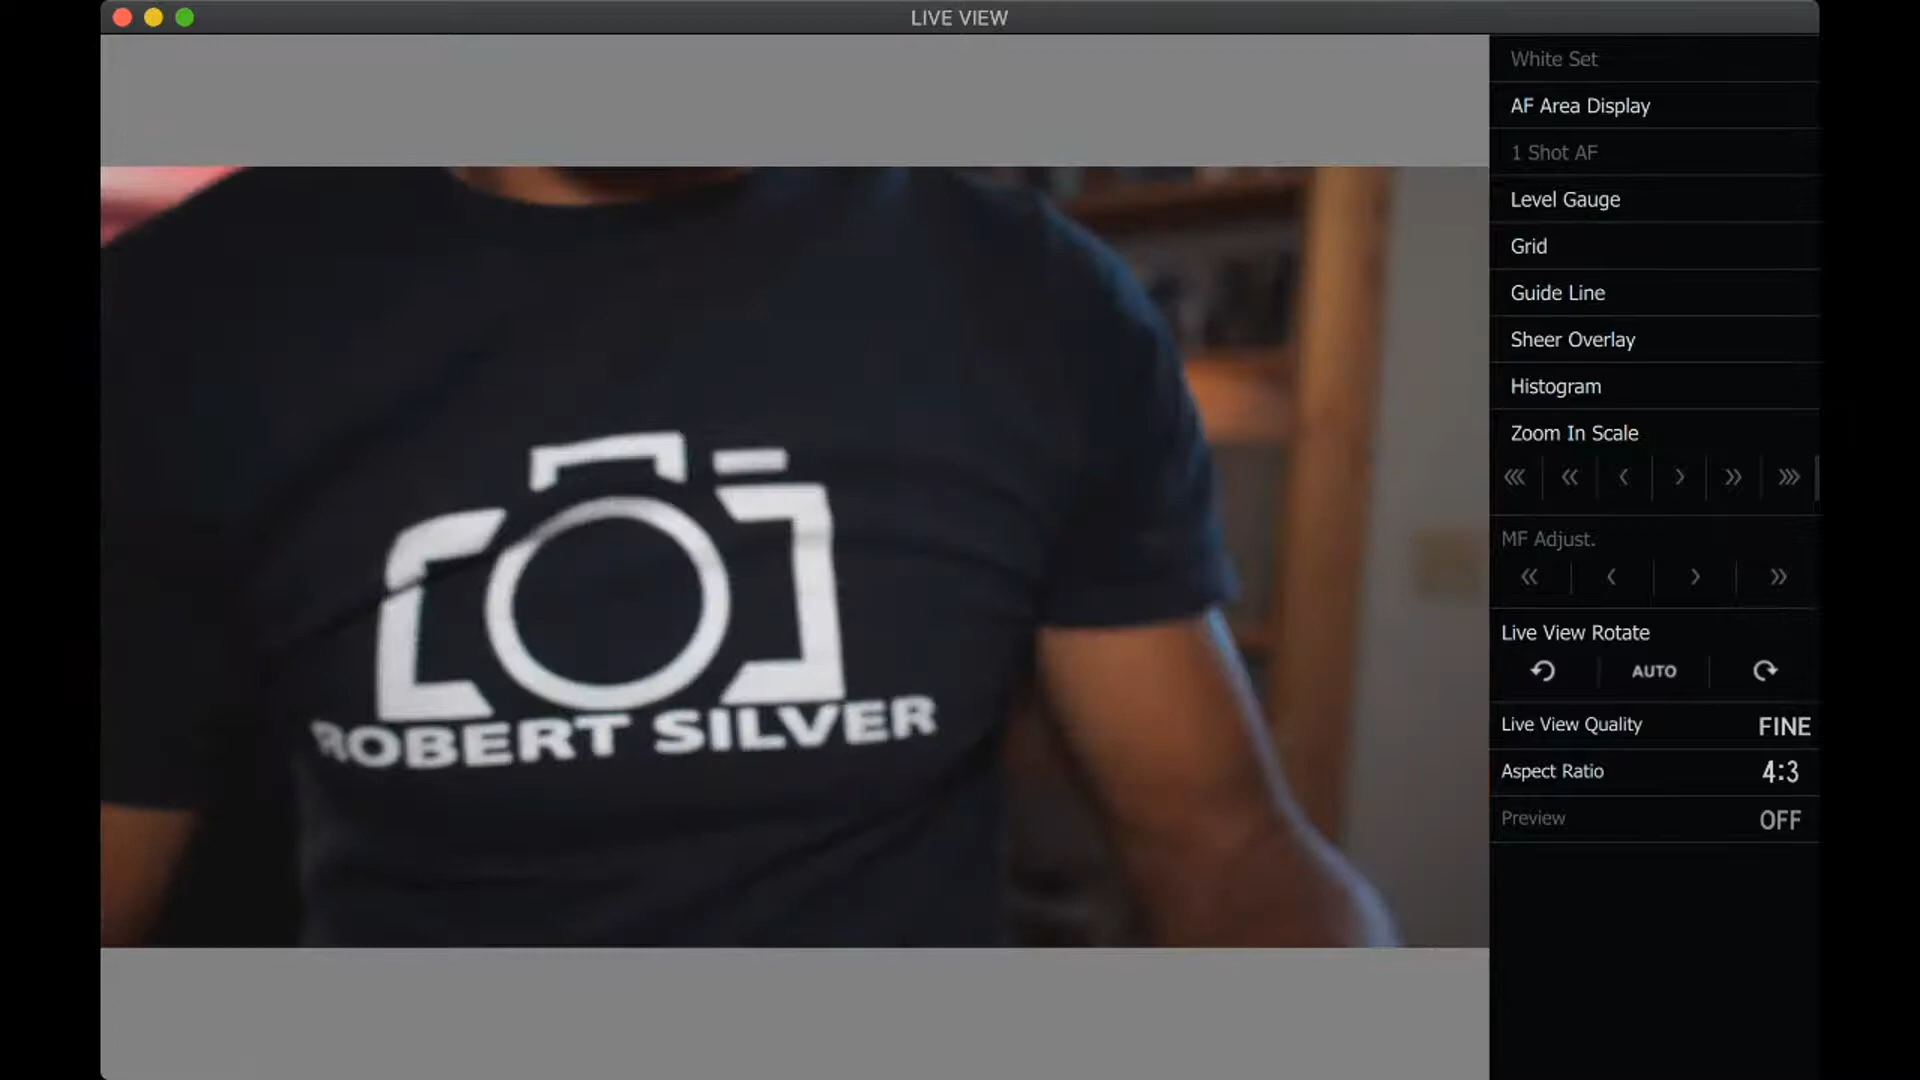 LIVE VIEW
White Set
AF Area Display
1 Shot AF
Level Gauge
Grid
Guide Line
Sheer Overlay
Histogram
Zoom In Scale
MF Adjust.
Live View Rotate
AUTO
Live View Quality FINE
Aspect Ratio 4:3
Preview OFF
ROBERT SILVER